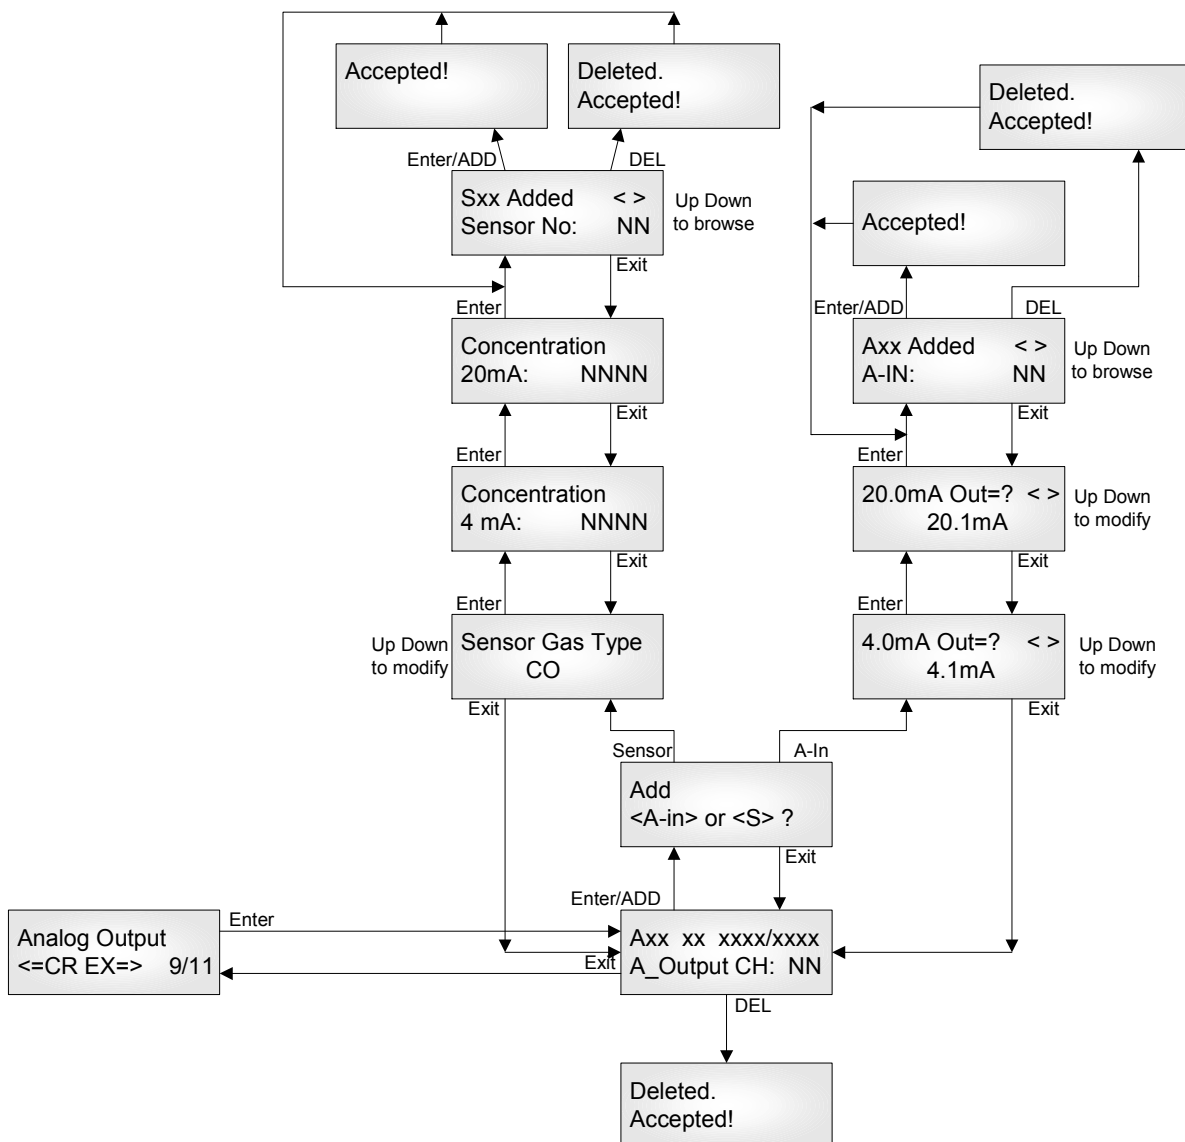 Accepted!
Deleted.
Accepted!
Deleted.
Accepted!
Enter/ADD
DEL
Sxx Added < >
Sensor No: NN
Up Down
to browse
Accepted!
Exit
Enter
Enter/ADD
DEL
Concentration
20mA: NNNN
Axx Added < >
A-IN: NN
Up Down
to browse
Exit
Exit
Enter
Enter
Concentration
4 mA: NNNN
20.0mA Out=? < >
20.1mA
Up Down
to modify
Exit
Exit
Enter
Enter
Up Down
to modify
Sensor Gas Type
CO
4.0mA Out=? < >
4.1mA
Up Down
to modify
Exit
Exit
Sensor
A-In
Add
<A-in> or <S> ?
Exit
Enter/ADD
Enter
Analog Output
<=CR EX=> 9/11
Axx xx xxxx/xxxx
A_Output CH: NN
Exit
DEL
Deleted.
Accepted!